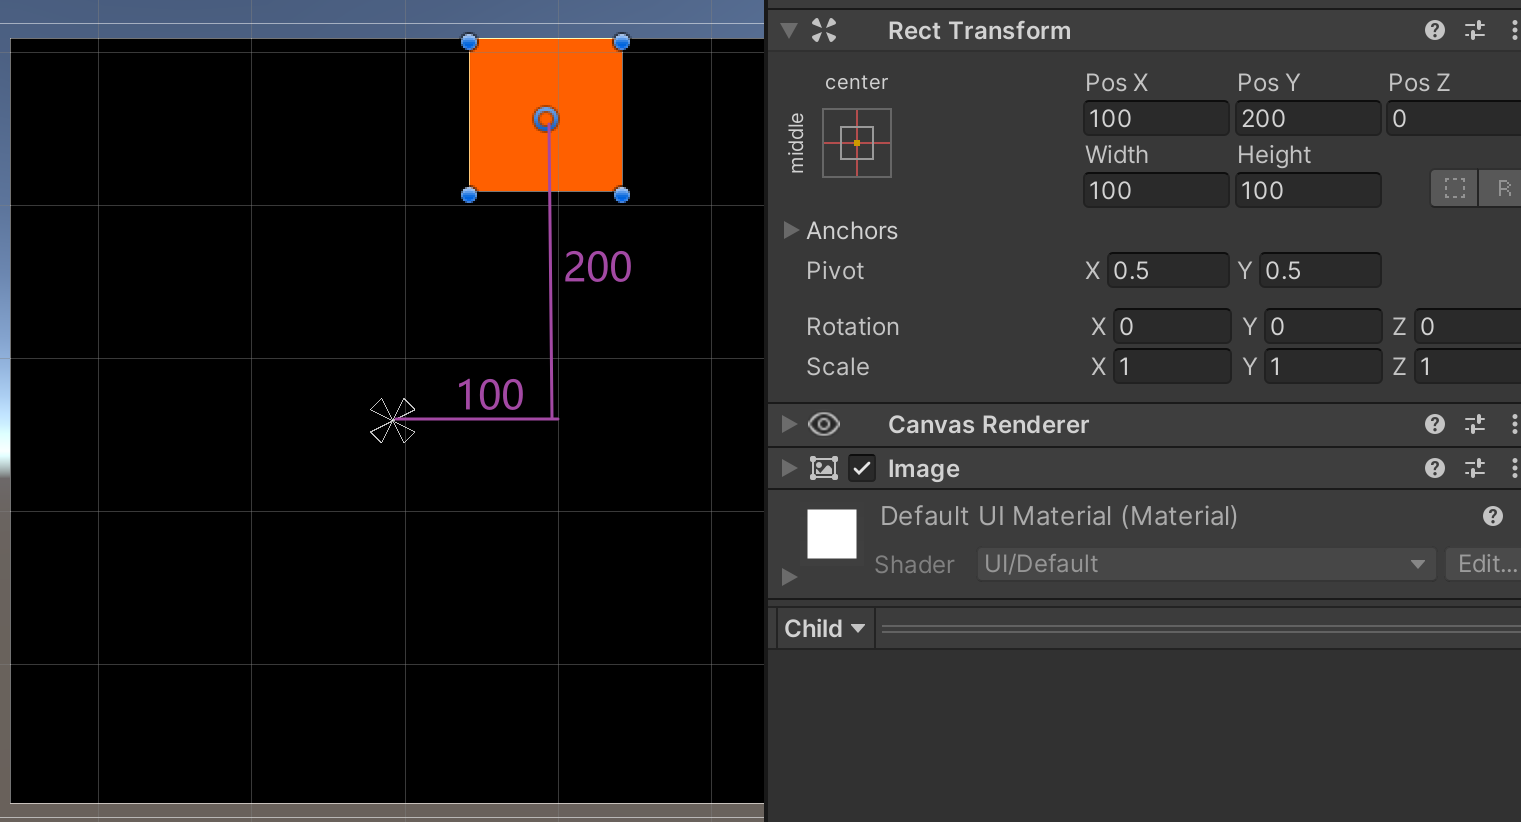 200
100
Rect Transform
center
middle
Pos X Pos Y Pos Z
100 200 0
Width Height
100 100
R
Anchors
Pivot X 0.5 Y 0.5
Rotation X 0 Y 0 Z 0
Scale X 1 Y 1 Z 1
Canvas Renderer
Image
Default UI Material (Material)
Shader UI/Default Edit...
Child